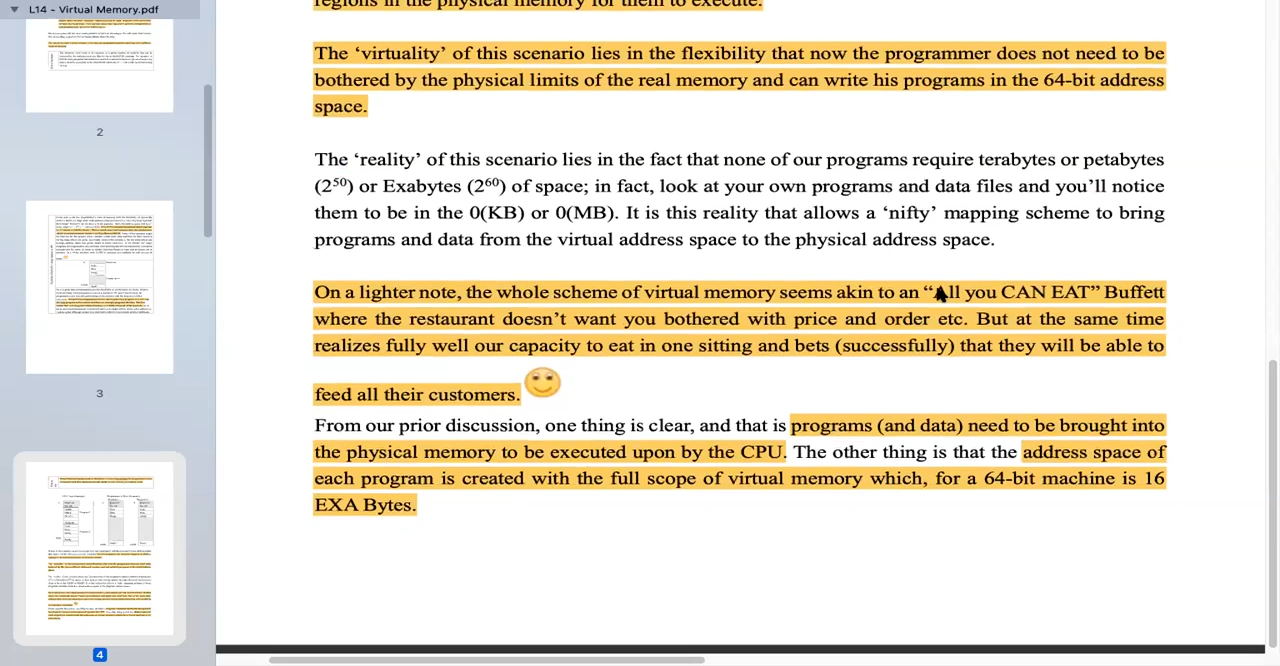 L14 - Virtual Memory.pdf
2
3
4
regions in the physical memory for them to execute.
The ‘virtuality’ of this scenario lies in the flexibility that now the programmer does not need to be
bothered by the physical limits of the real memory and can write his programs in the 64-bit address
space.
The ‘reality’ of this scenario lies in the fact that none of our programs require terabytes or petabytes
(2⁵⁰) or Exabytes (2⁶⁰) of space; in fact, look at your own programs and data files and you’ll notice
them to be in the 0(KB) or 0(MB). It is this reality that allows a ‘nifty’ mapping scheme to bring
programs and data from the virtual address space to the physical address space.
On a lighter note, the whole scheme of virtual memory seems akin to an “All you CAN EAT” Buffett
where the restaurant doesn’t want you bothered with price and order etc. But at the same time
realizes fully well our capacity to eat in one sitting and bets (successfully) that they will be able to
feed all their customers.
From our prior discussion, one thing is clear, and that is programs (and data) need to be brought into
the physical memory to be executed upon by the CPU. The other thing is that the address space of
each program is created with the full scope of virtual memory which, for a 64-bit machine is 16
EXA Bytes.